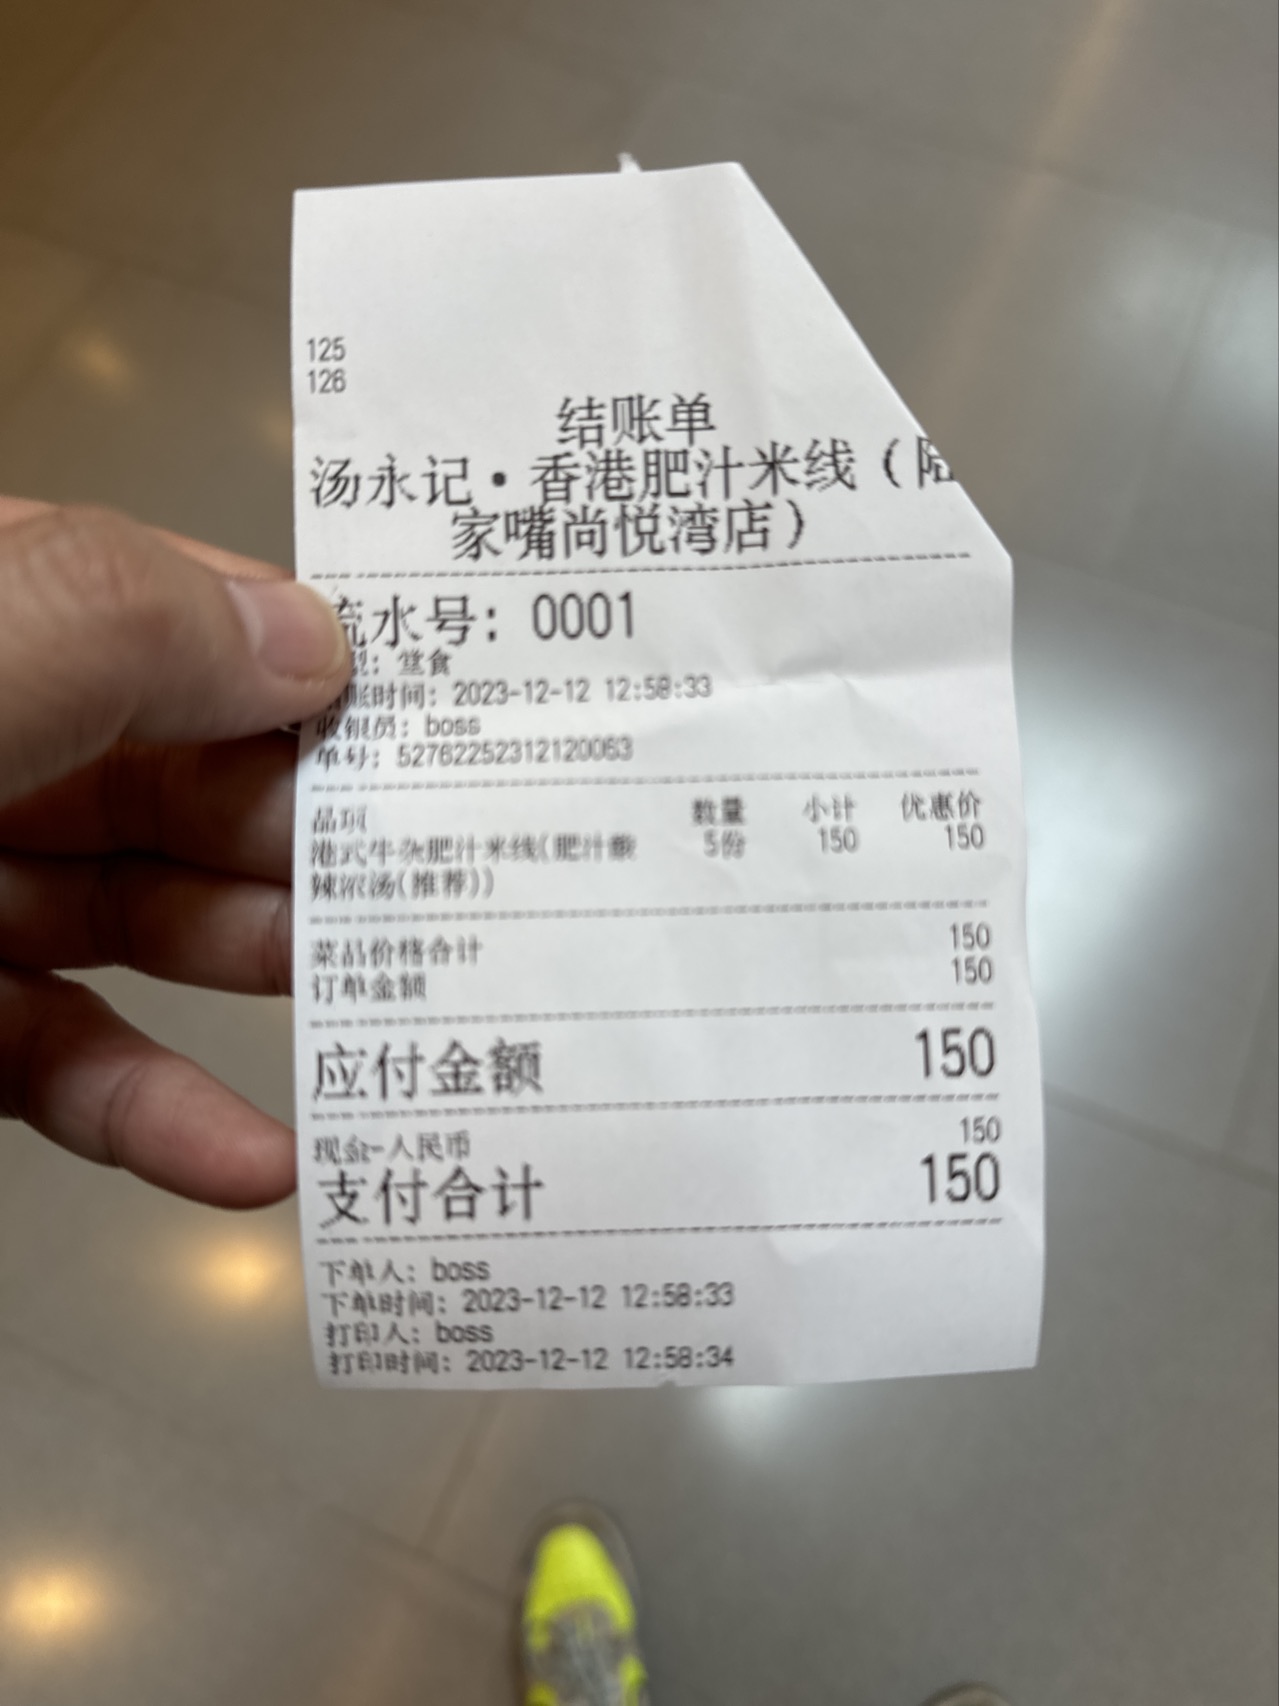 125
126
结账单
汤永记·香港肥汁米线（陆
家嘴尚悦湾店）
流水号：0001
型：堂食
账时间：2023-12-12 12:58:33
收银员：boss
单号：52762252312120063
品项 数量 小计 优惠价
港式牛杂肥汁米线(肥汁酸 5份 150 150
辣浓汤(推荐))
菜品价格合计 150
订单金额 150
应付金额 150
现金-人民币 150
支付合计 150
下单人：boss
下单时间：2023-12-12 12:58:33
打印人：boss
打印时间：2023-12-12 12:58:34